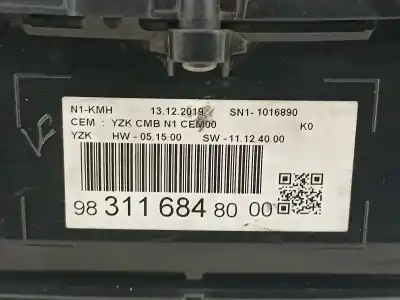 N1-KMH 13.12.2019 SN1- 1016890
CEM : YZK CMB N1 CEM00 K0
YZK HW - 05.15.00 SW - 11.12.40.00
98 311 684 80 00